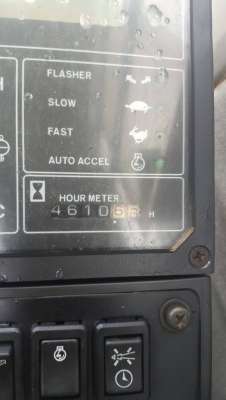 FLASHER
SLOW
FAST
AUTO ACCEL
HOUR METER
4610 H